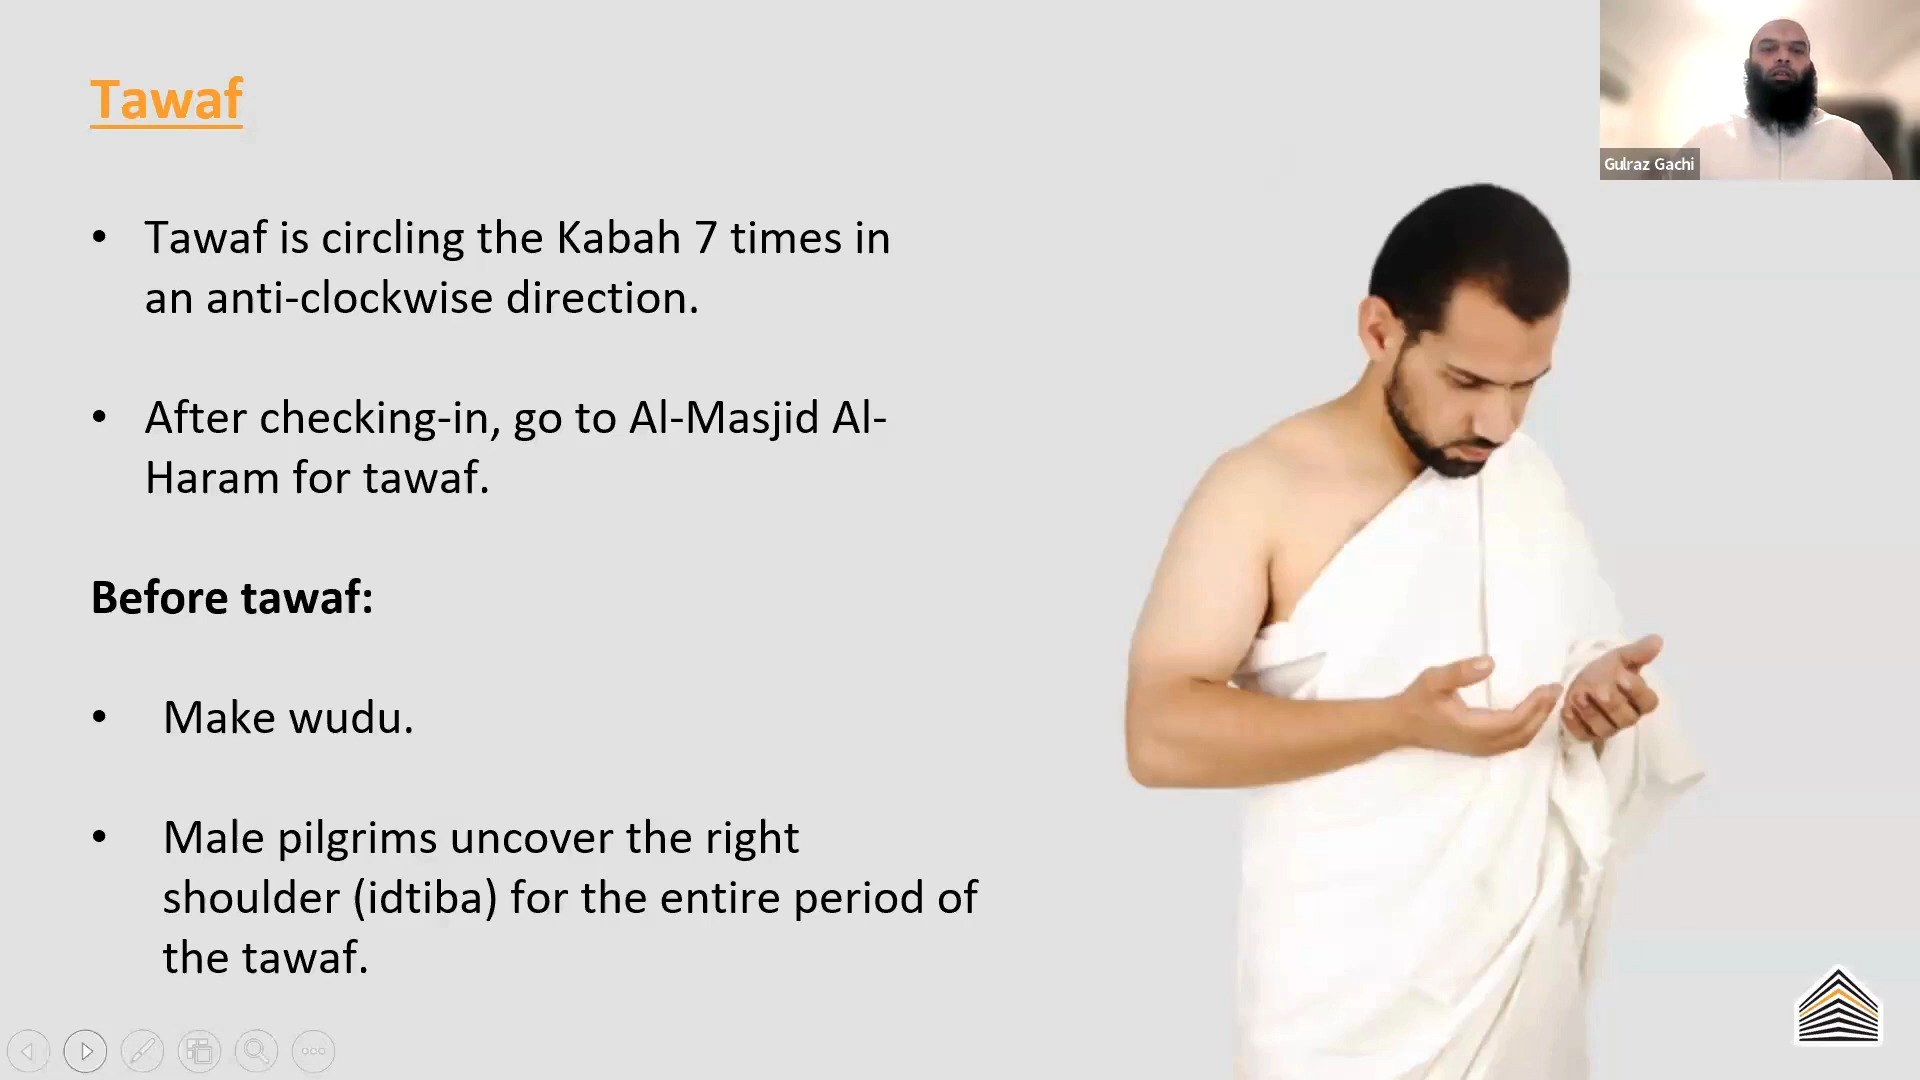 Tawaf
Gulraz Gachi
• Tawaf is circling the Kabah 7 times in
an anti-clockwise direction.
• After checking-in, go to Al-Masjid Al-
Haram for tawaf.
Before tawaf:
• Make wudu.
• Male pilgrims uncover the right
shoulder (idtiba) for the entire period of
the tawaf.